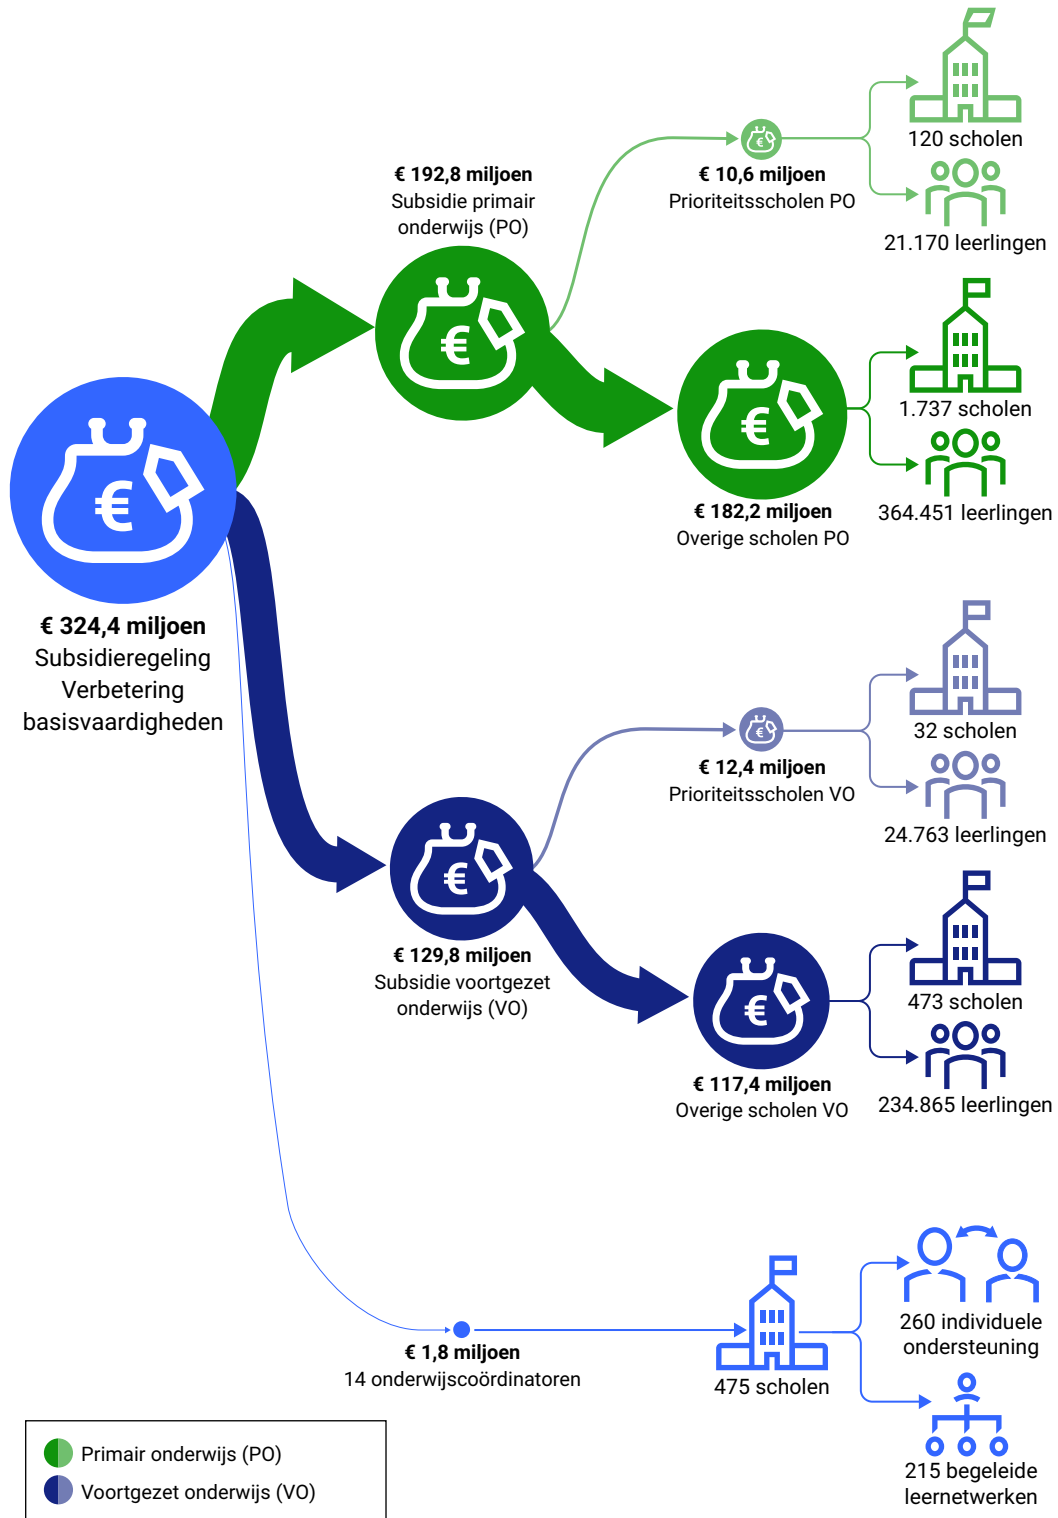 € 324,4 miljoen
Subsidieregeling
Verbetering
basisvaardigheden
€ 192,8 miljoen
Subsidie primair
onderwijs (PO)
€ 10,6 miljoen
Prioriteitsscholen PO
120 scholen
21.170 leerlingen
€ 182,2 miljoen
Overige scholen PO
1.737 scholen
364.451 leerlingen
€ 129,8 miljoen
Subsidie voortgezet
onderwijs (VO)
€ 12,4 miljoen
Prioriteitsscholen VO
32 scholen
24.763 leerlingen
€ 117,4 miljoen
Overige scholen VO
473 scholen
234.865 leerlingen
€ 1,8 miljoen
14 onderwijscoördinatoren
475 scholen
260 individuele
ondersteuning
215 begeleide
leernetwerken
Primair onderwijs (PO)
Voortgezet onderwijs (VO)